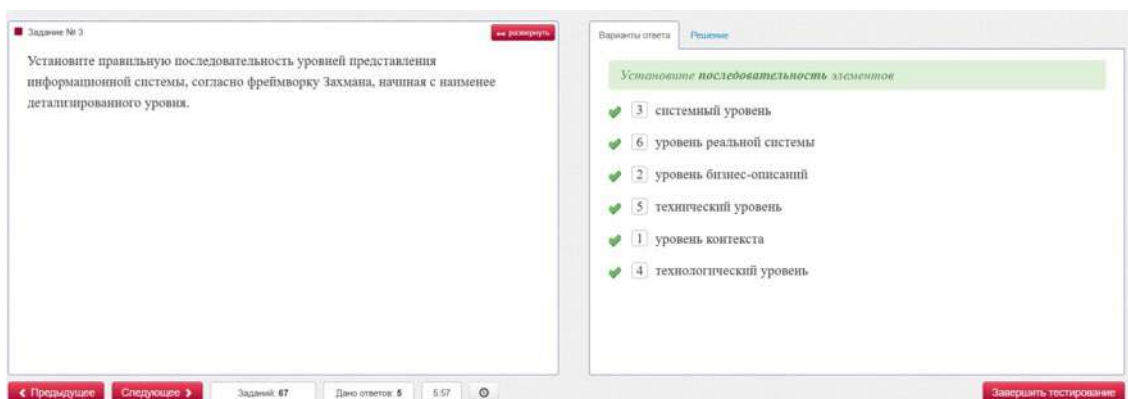 Задание № 3
развернуть
Установите правильную последовательность уровней представления
информационной системы, согласно фреймворку Захмана, начиная с наименее
детализированного уровня.
Варианты ответа
Решение
Установите последовательность элементов
3 системный уровень
6 уровень реальной системы
2 уровень бизнес-описаний
5 технический уровень
1 уровень контекста
4 технологический уровень
Предыдущее
Следующее
Заданий: 67
Дано ответов: 5
5:57
Завершить тестирование